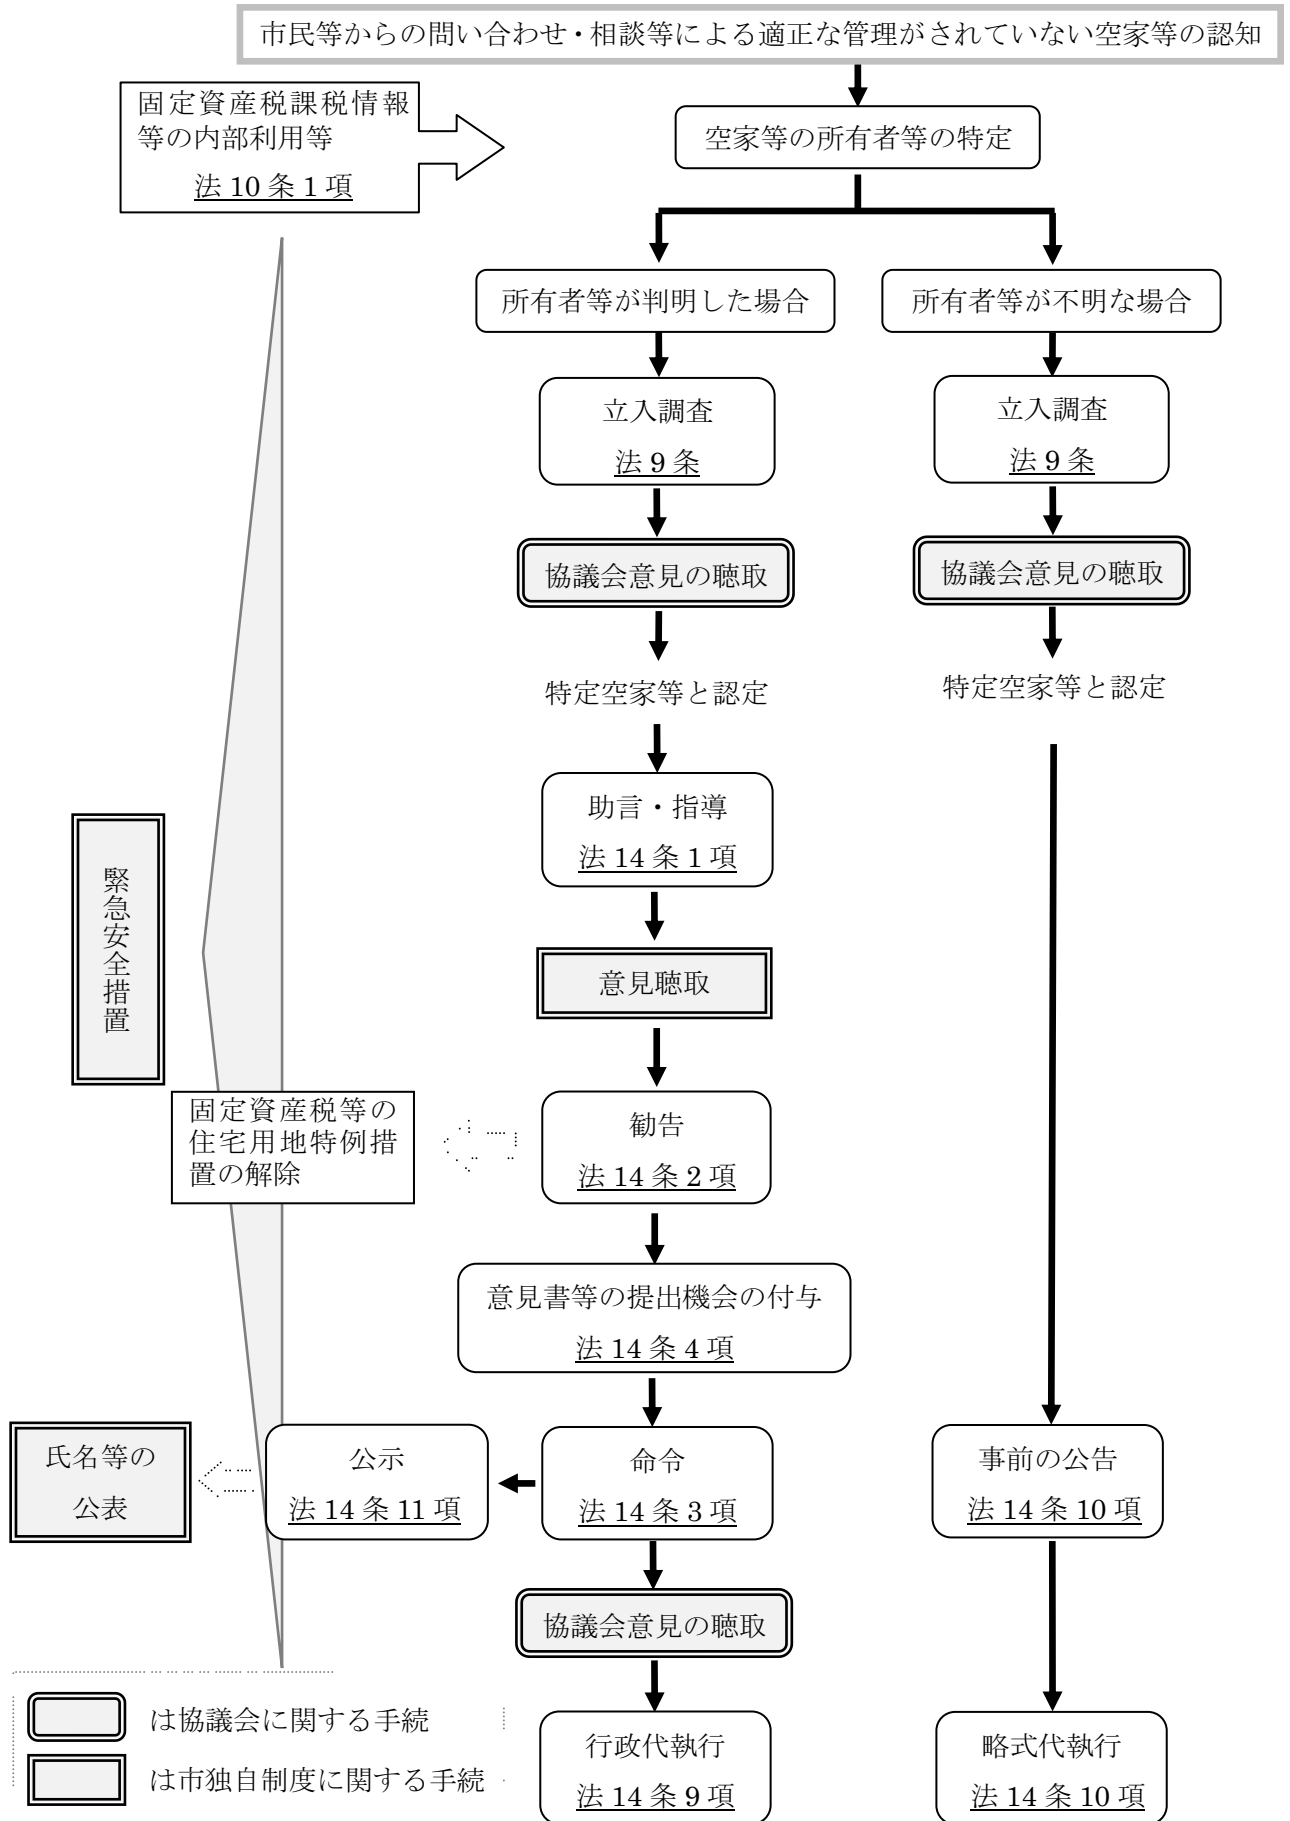 市民等からの問い合わせ・相談等による適正な管理がされていない空家等の認知
固定資産税課税情報
等の内部利用等
法 10 条 1 項
空家等の所有者等の特定
所有者等が判明した場合
所有者等が不明な場合
立入調査
法 9 条
立入調査
法 9 条
協議会意見の聴取
協議会意見の聴取
特定空家等と認定
特定空家等と認定
助言・指導
法 14 条 1 項
緊急安全措置
意見聴取
固定資産税等の
住宅用地特例措
置の解除
勧告
法 14 条 2 項
意見書等の提出機会の付与
法 14 条 4 項
氏名等の
公表
公示
法 14 条 11 項
命令
法 14 条 3 項
事前の公告
法 14 条 10 項
協議会意見の聴取
は協議会に関する手続
は市独自制度に関する手続
行政代執行
法 14 条 9 項
略式代執行
法 14 条 10 項